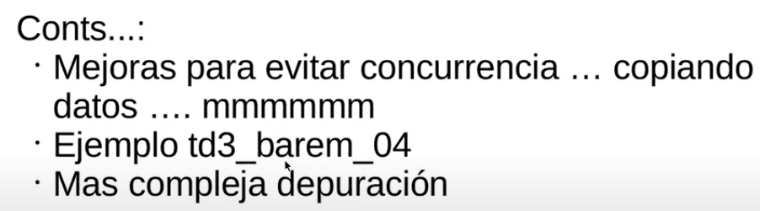 Conts...:
· Mejoras para evitar concurrencia ... copiando
datos .... mmmmmm
· Ejemplo td3_barem_04
· Mas compleja depuración